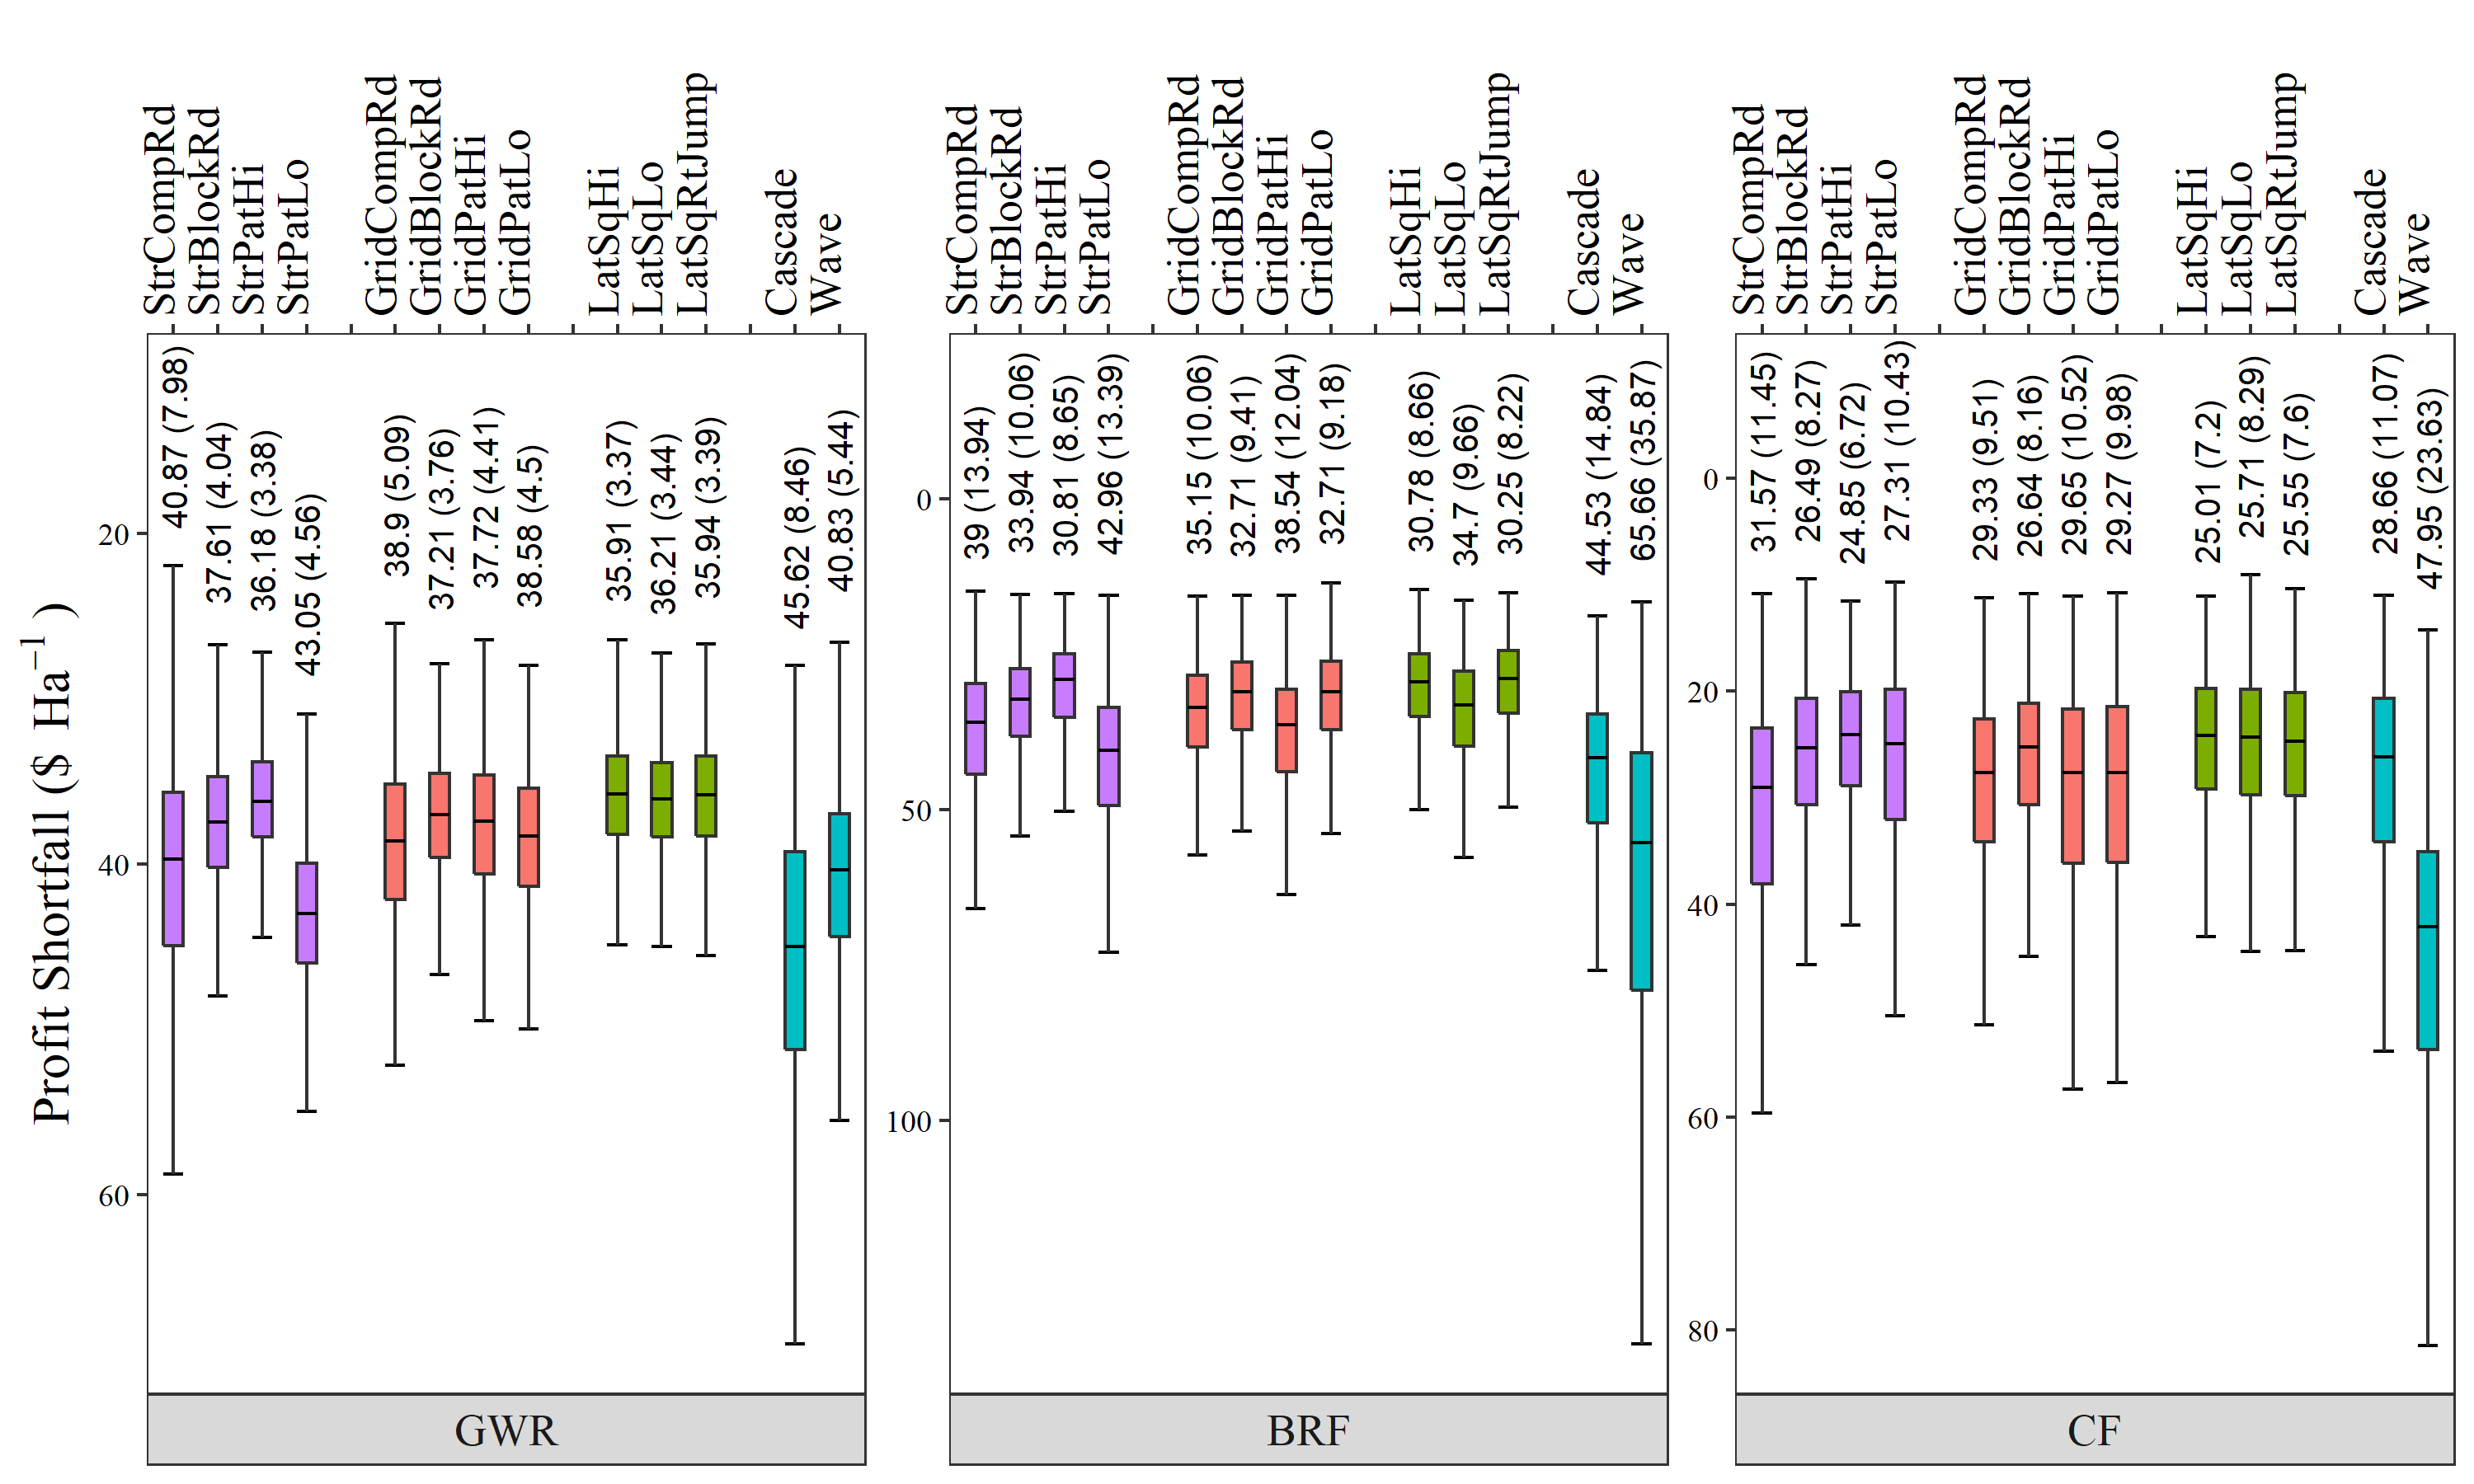 StrCompRd
StrBlockRd
StrPatHi
StrPatLo
GridCompRd
GridBlockRd
GridPatHi
GridPatLo
LatSqHi
LatSqLo
LatSqRtJump
Cascade
Wave
StrCompRd
StrBlockRd
StrPatHi
StrPatLo
GridCompRd
GridBlockRd
GridPatHi
GridPatLo
LatSqHi
LatSqLo
LatSqRtJump
Cascade
Wave
StrCompRd
StrBlockRd
StrPatHi
StrPatLo
GridCompRd
GridBlockRd
GridPatHi
GridPatLo
LatSqHi
LatSqLo
LatSqRtJump
Cascade
Wave
Profit Shortfall ($ Ha⁻¹)
20
40
60
40.87 (7.98)
37.61 (4.04)
36.18 (3.38)
43.05 (4.56)
38.9 (5.09)
37.21 (3.76)
37.72 (4.41)
38.58 (4.5)
35.91 (3.37)
36.21 (3.44)
35.94 (3.39)
45.62 (8.46)
40.83 (5.44)
GWR
0
50
100
39 (13.94)
33.94 (10.06)
30.81 (8.65)
42.96 (13.39)
35.15 (10.06)
32.71 (9.41)
38.54 (12.04)
32.71 (9.18)
30.78 (8.66)
34.7 (9.66)
30.25 (8.22)
44.53 (14.84)
65.66 (35.87)
BRF
0
20
40
60
80
31.57 (11.45)
26.49 (8.27)
24.85 (6.72)
27.31 (10.43)
29.33 (9.51)
26.64 (8.16)
29.65 (10.52)
29.27 (9.98)
25.01 (7.2)
25.71 (8.29)
25.55 (7.6)
28.66 (11.07)
47.95 (23.63)
CF